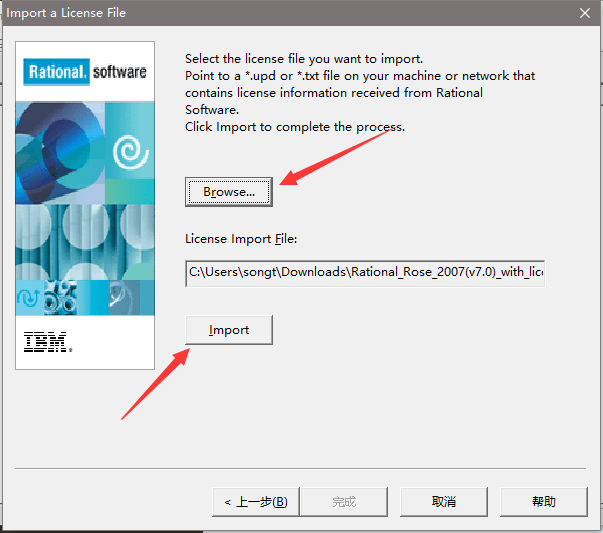 Import a License File
Rational. software
Select the license file you want to import.
Point to a *.upd or *.txt file on your machine or network that
contains license information received from Rational
Software.
Click Import to complete the process.
Browse...
License Import File:
C:\Users\songt\Downloads\Rational_Rose_2007(v7.0)_with_lice
Import
IBM®
< 上一步(B)
完成
取消
帮助